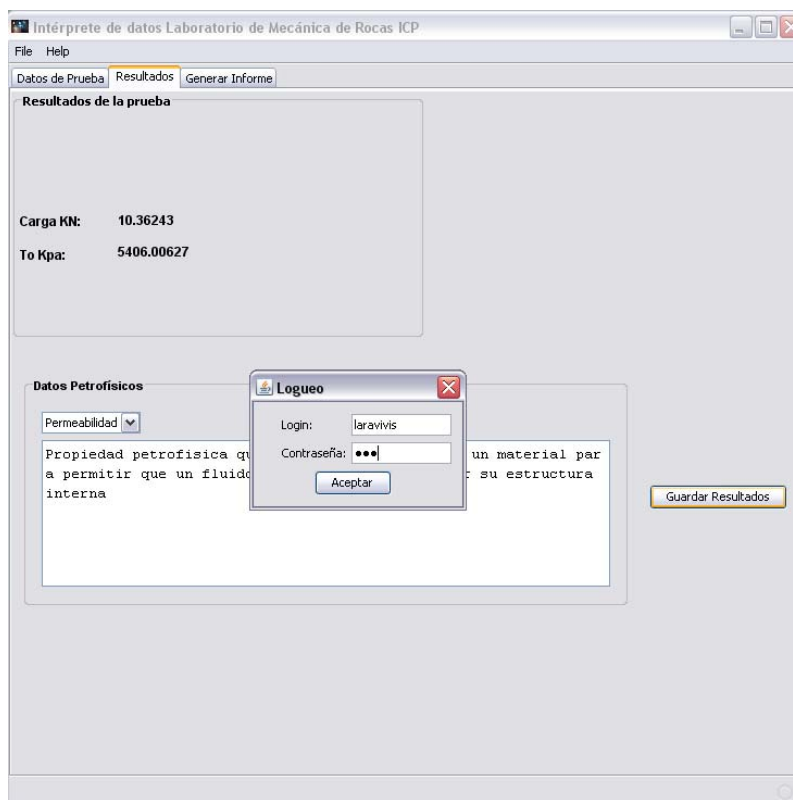 Intérprete de datos Laboratorio de Mecánica de Rocas ICP
File Help
Datos de Prueba Resultados Generar Informe
Resultados de la prueba
Carga KN: 10.36243
To Kpa: 5406.00627
Datos Petrofísicos
Permeabilidad
Propiedad petrofisica un material par
a permitir que un su estructura
interna
Logueo
Login: laravivis
Contraseña: ●●●
Aceptar
Guardar Resultados